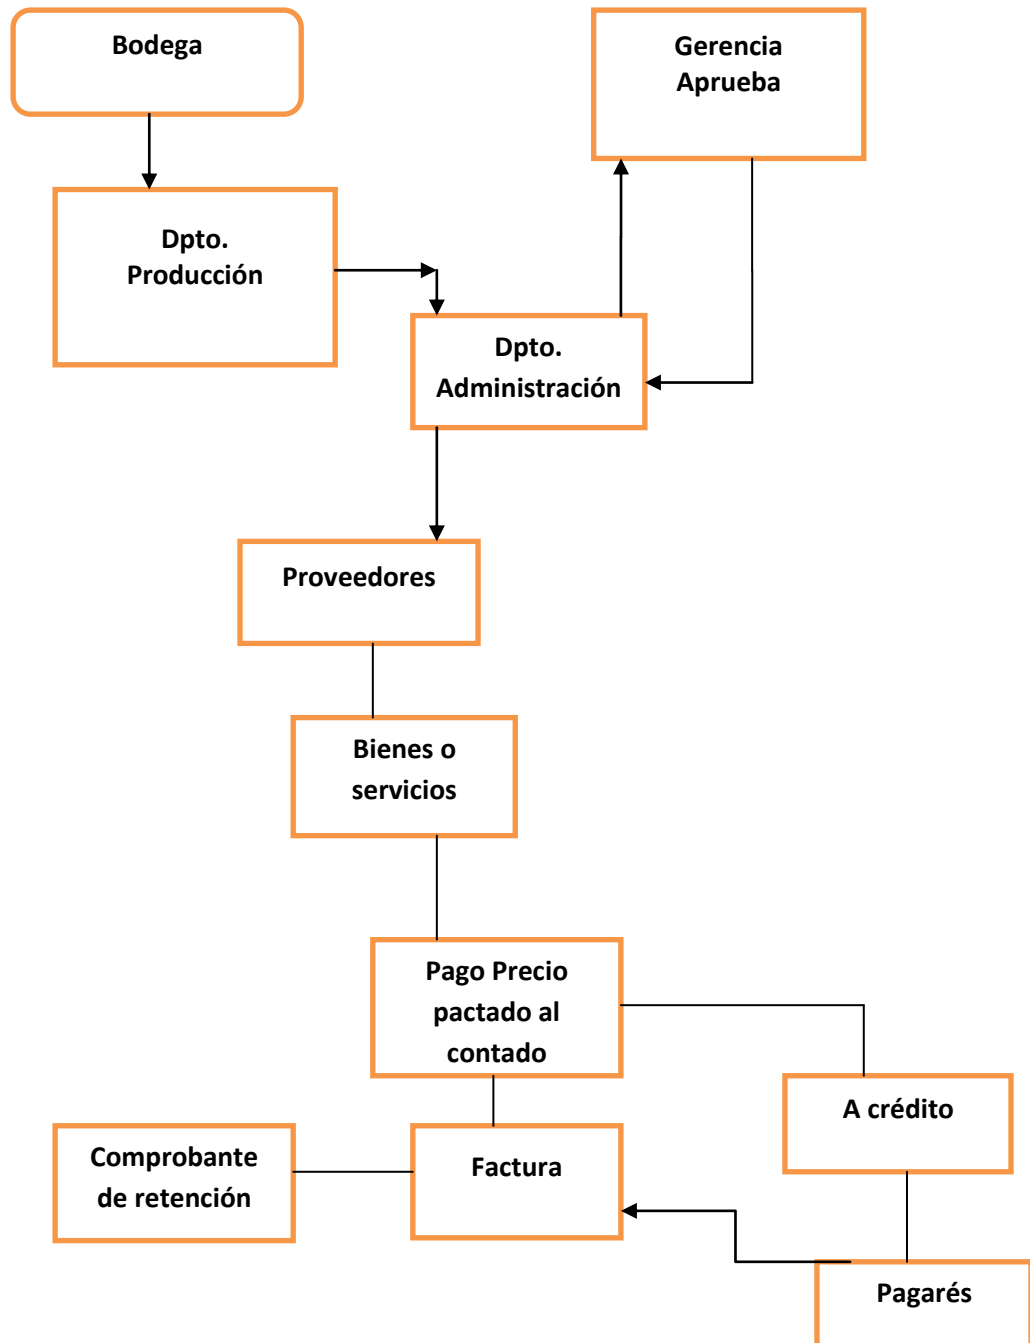 Bodega
Gerencia
Aprueba
Dpto.
Producción
Dpto.
Administración
Proveedores
Bienes o
servicios
Pago Precio
pactado al
contado
A crédito
Comprobante
de retención
Factura
Pagarés